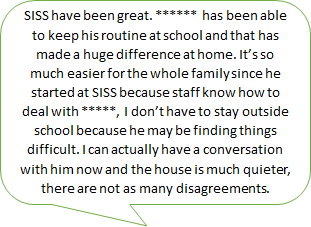 SISS have been great. ****** has been able
to keep his routine at school and that has
made a huge difference at home. It’s so
much easier for the whole family since he
started at SISS because staff know how to
deal with *****, I don’t have to stay outside
school because he may be finding things
difficult. I can actually have a conversation
with him now and the house is much quieter,
there are not as many disagreements.